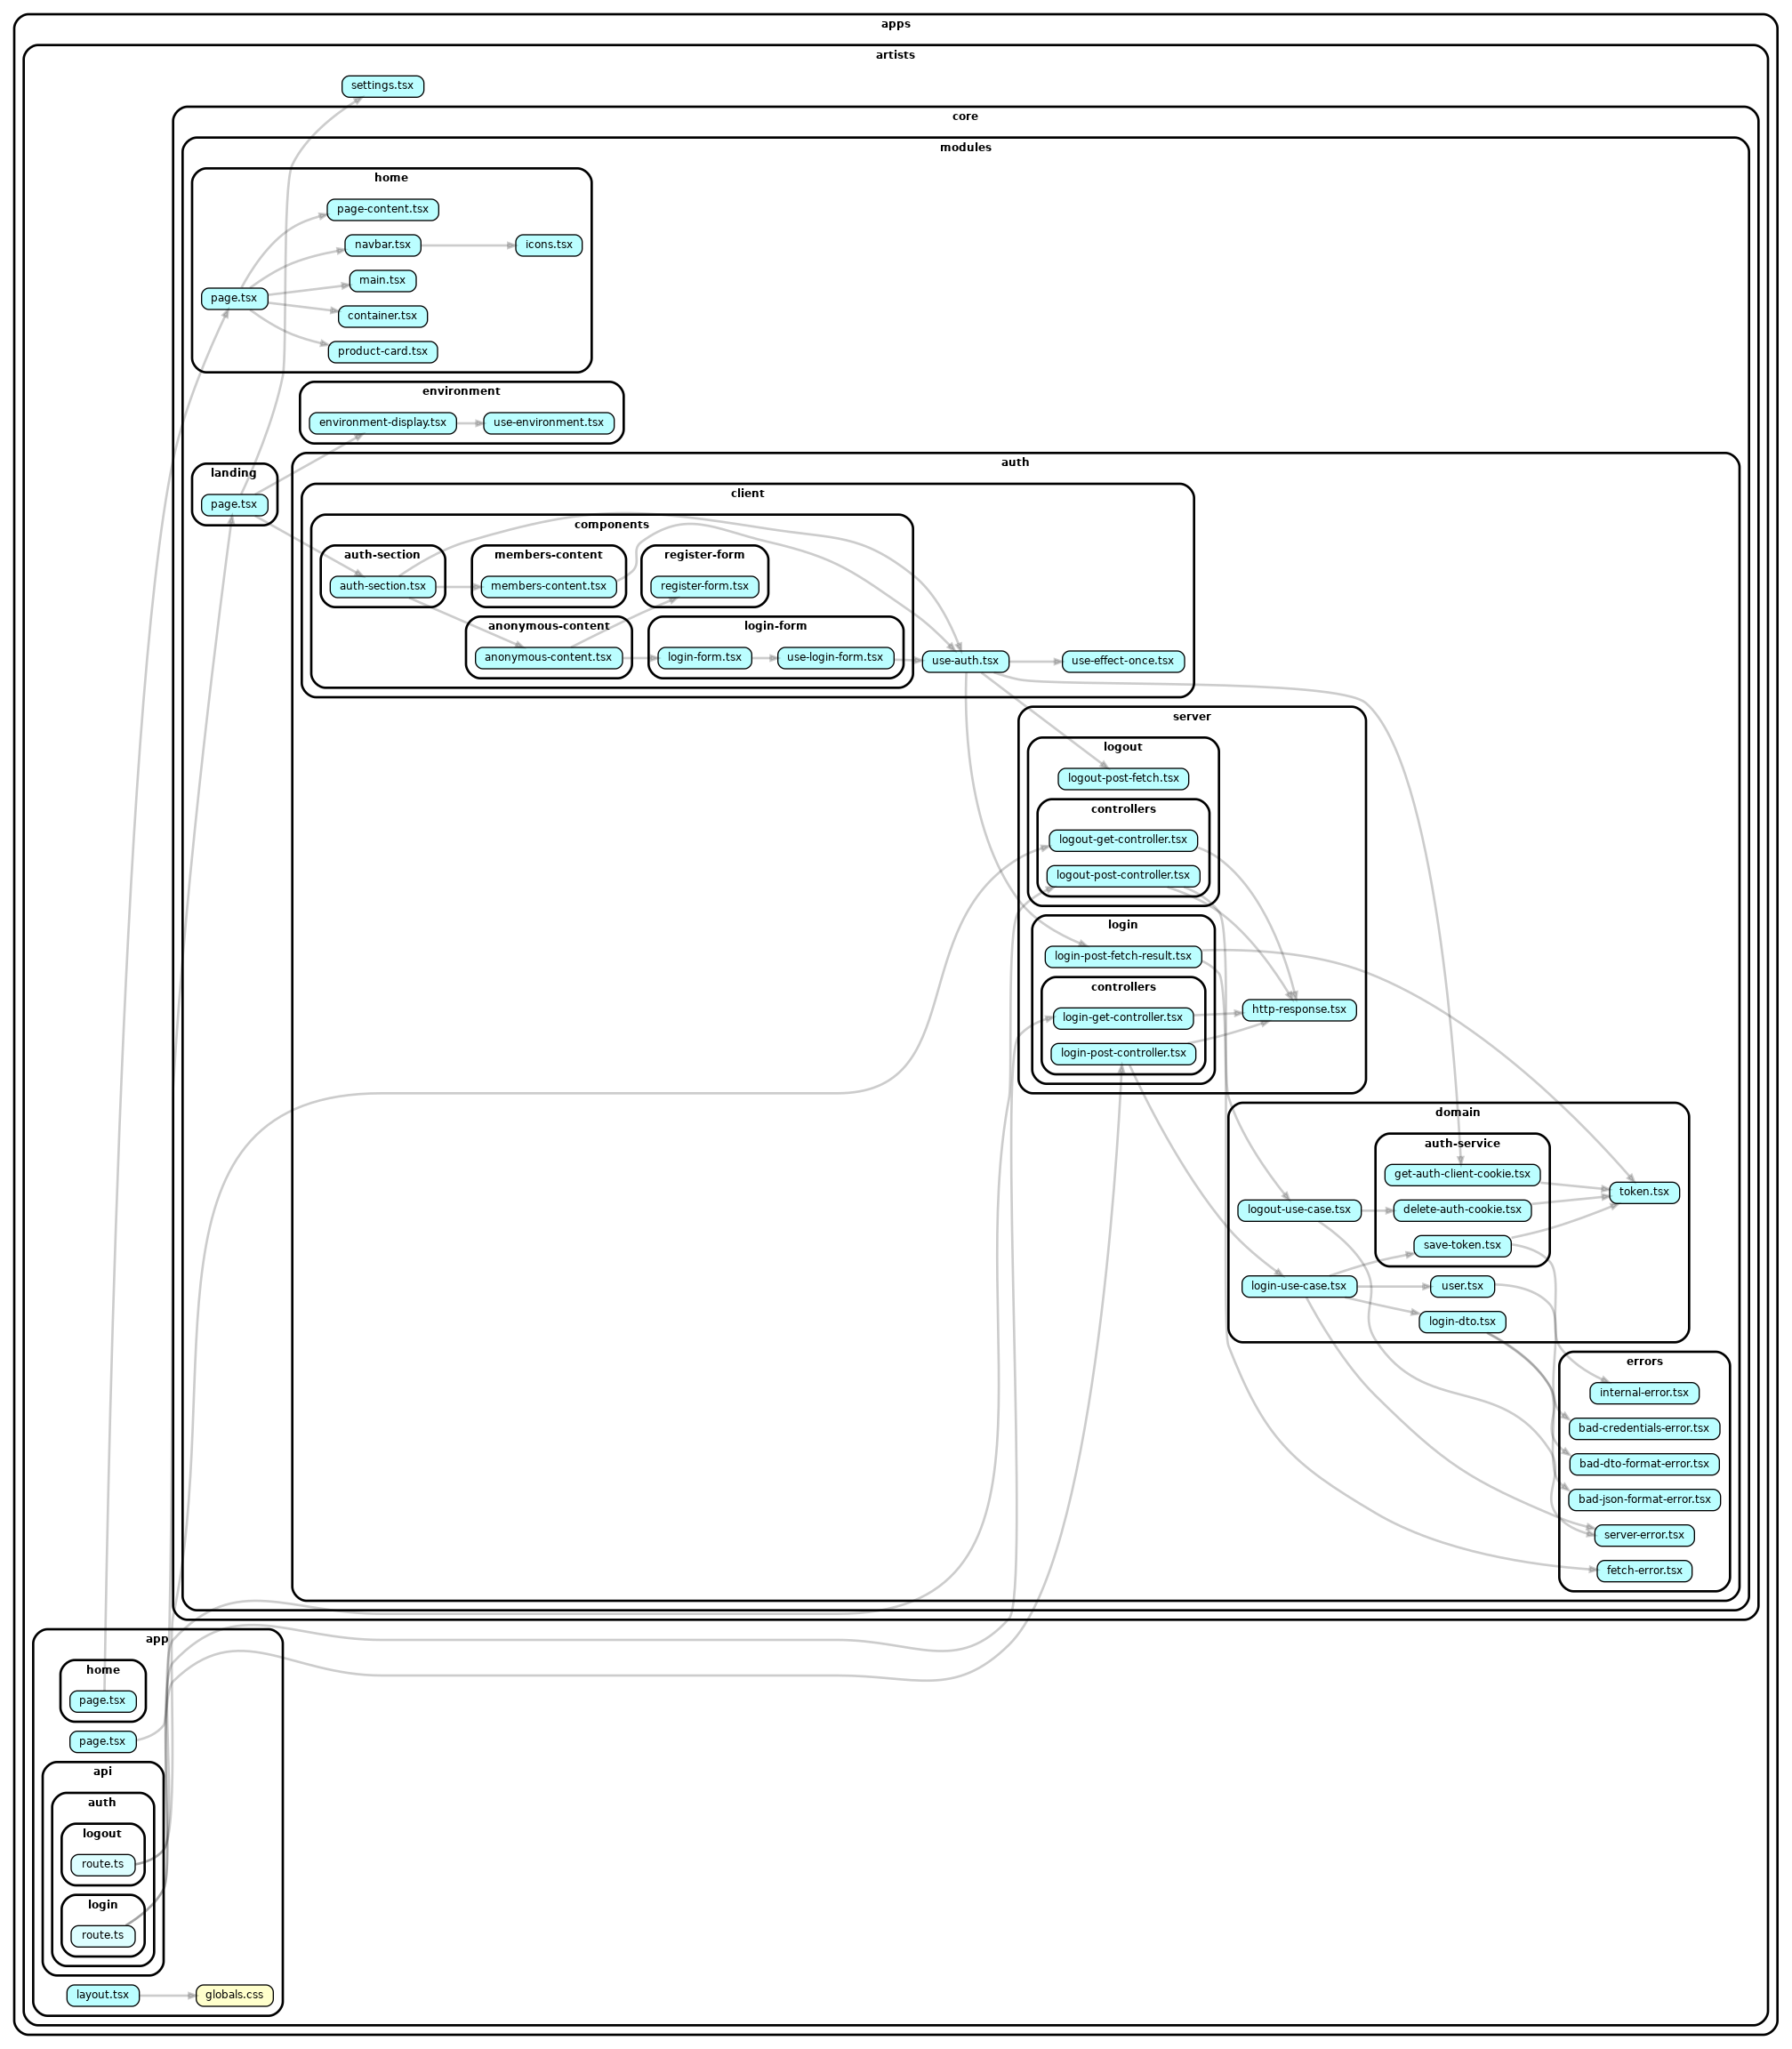 apps
artists
settings.tsx
core
modules
home
page-content.tsx
navbar.tsx
icons.tsx
main.tsx
page.tsx
container.tsx
product-card.tsx
environment
environment-display.tsx
use-environment.tsx
landing
page.tsx
auth
client
components
auth-section
auth-section.tsx
members-content
members-content.tsx
register-form
register-form.tsx
anonymous-content
anonymous-content.tsx
login-form
login-form.tsx
use-login-form.tsx
use-auth.tsx
use-effect-once.tsx
server
logout
logout-post-fetch.tsx
controllers
logout-get-controller.tsx
logout-post-controller.tsx
login
login-post-fetch-result.tsx
controllers
login-get-controller.tsx
login-post-controller.tsx
http-response.tsx
domain
auth-service
get-auth-client-cookie.tsx
delete-auth-cookie.tsx
save-token.tsx
token.tsx
logout-use-case.tsx
login-use-case.tsx
user.tsx
login-dto.tsx
errors
internal-error.tsx
bad-credentials-error.tsx
bad-dto-format-error.tsx
bad-json-format-error.tsx
server-error.tsx
fetch-error.tsx
app
home
page.tsx
page.tsx
api
auth
logout
route.ts
login
route.ts
layout.tsx
globals.css